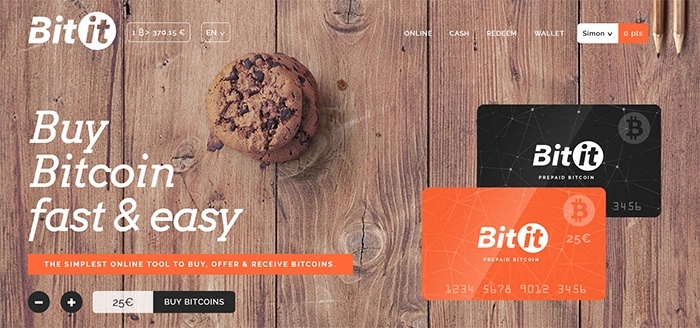 Bitit
1 B > 370.15 €
EN
ONLINE
CASH
REDEEM
WALLET
Simon
0 pts
Buy
Bitcoin
fast & easy
THE SIMPLEST ONLINE TOOL TO BUY, OFFER & RECEIVE BITCOINS.
25€
BUY BITCOINS
Bitit
PREPAID BITCOIN
3456
Bitit
25€
PREPAID BITCOIN
1234 5678 9012 3456